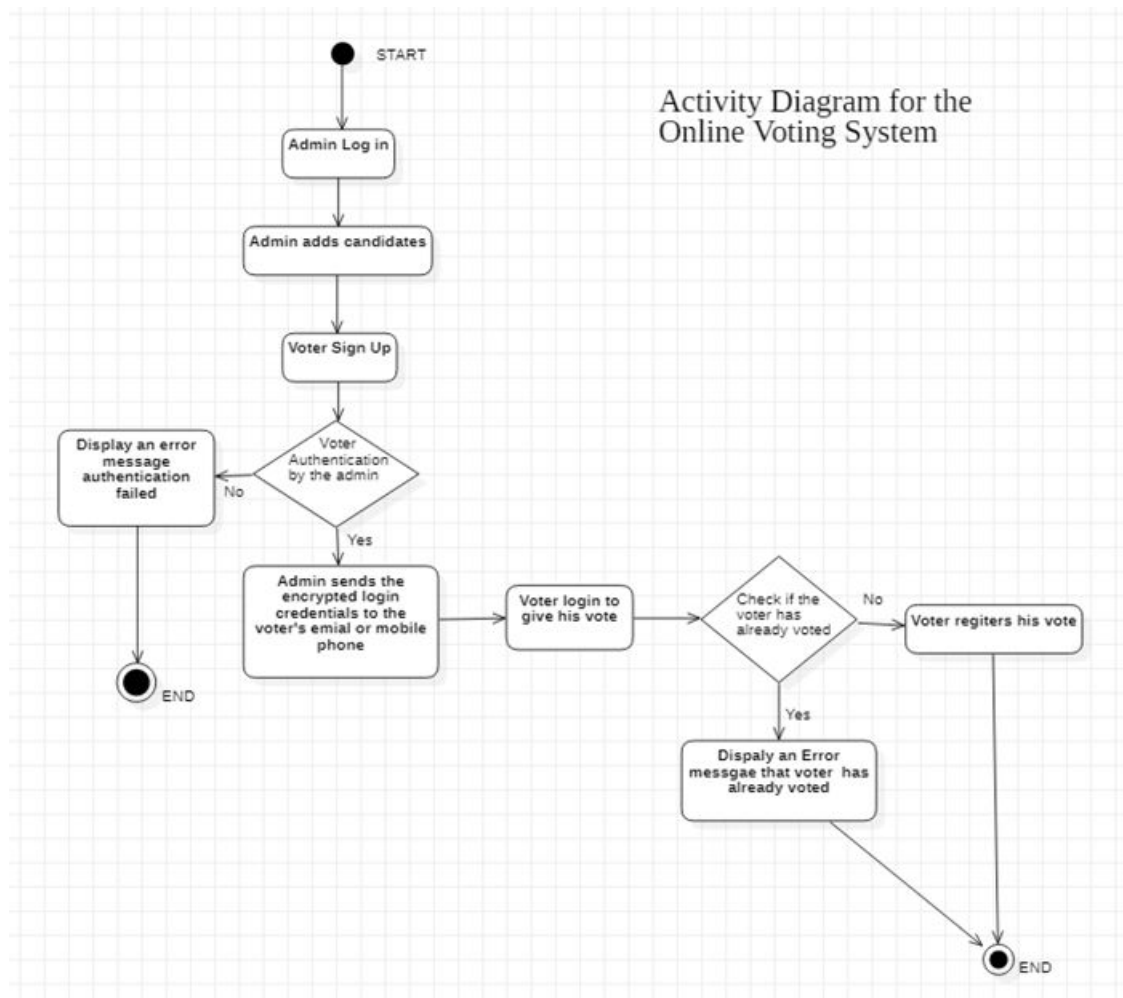 START
Activity Diagram for the
Online Voting System
Admin Log in
Admin adds candidates
Voter Sign Up
Voter
Authentication
by the admin
Display an error
message
authentication
failed
No
Yes
Admin sends the
encrypted login
credentials to the
voter's emial or mobile
phone
Voter login to
give his vote
Check if the
voter has
already voted
No
Voter regiters his vote
END
Yes
Dispaly an Error
messgae that voter has
already voted
END